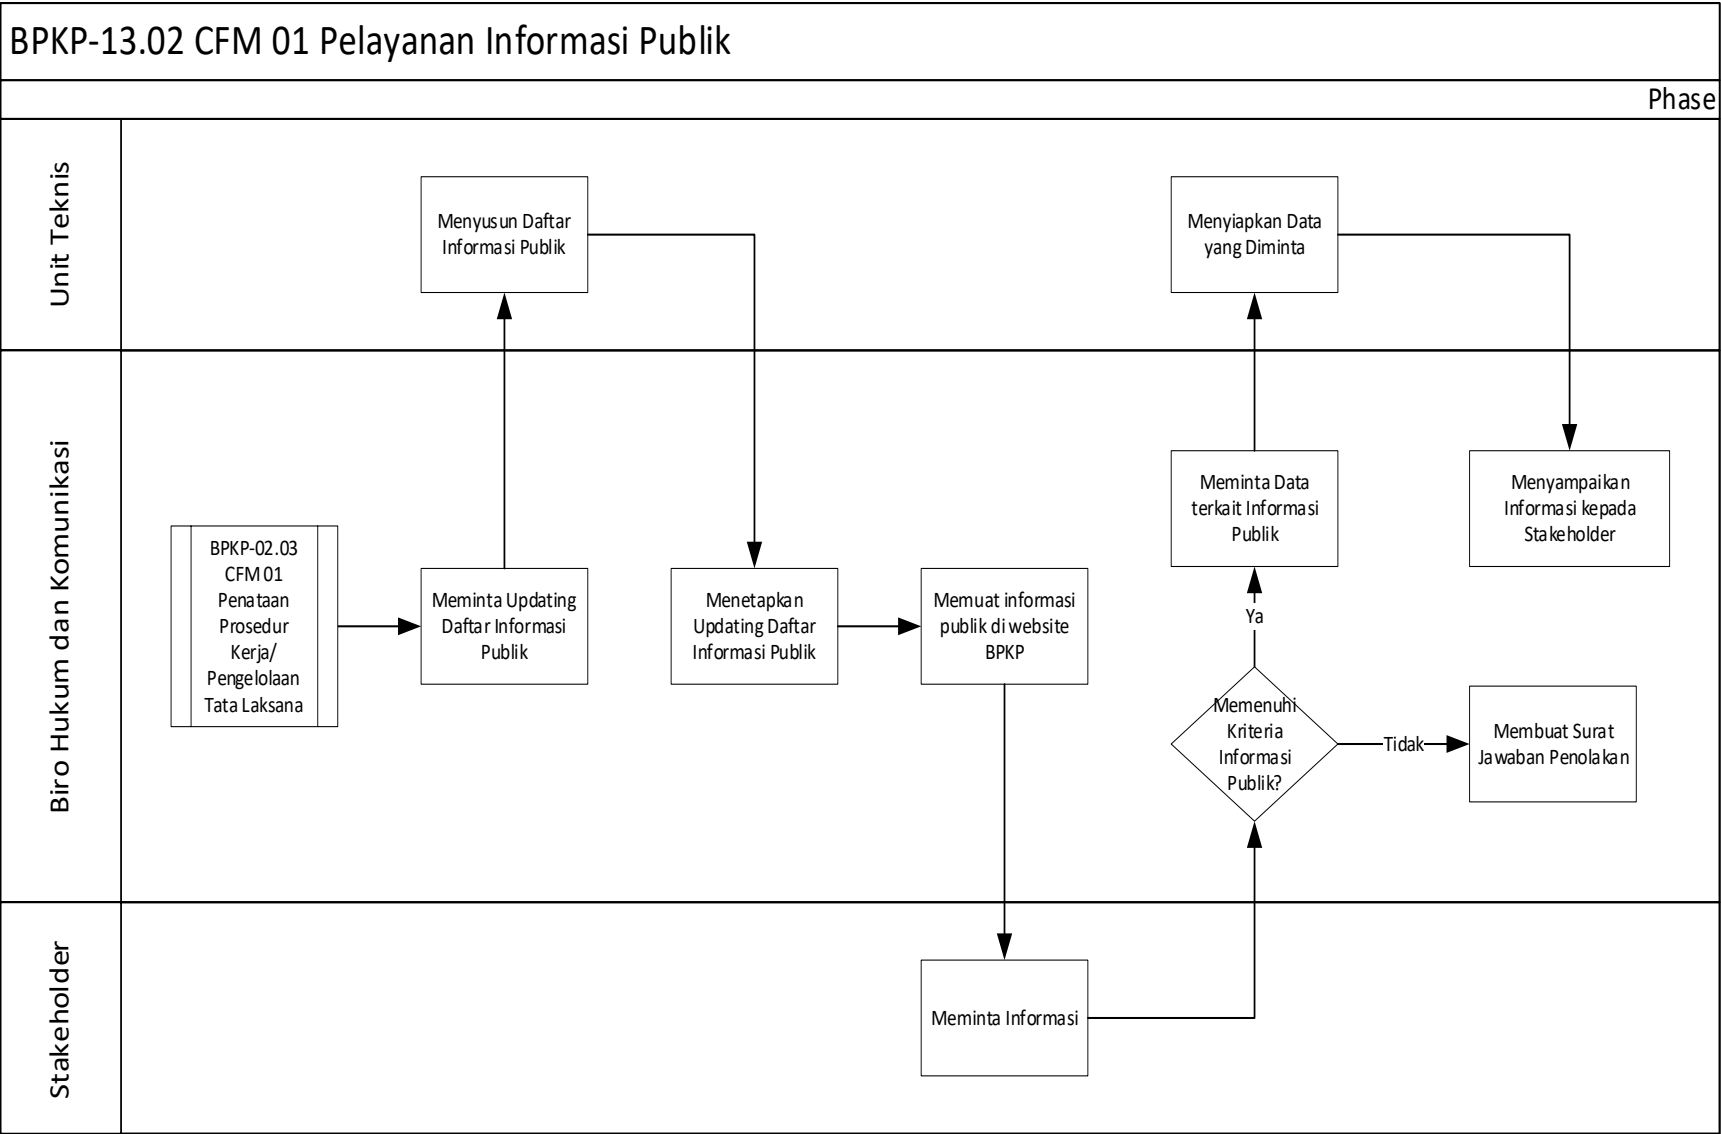 BPKP-13.02 CFM 01 Pelayanan Informasi Publik
Phase
Unit Teknis
Menyusun Daftar
Informasi Publik
Menyiapkan Data
yang Diminta
Biro Hukum dan Komunikasi
BPKP-02.03
CFM 01
Penataan
Prosedur
Kerja/
Pengelolaan
Tata Laksana
Meminta Updating
Daftar Informasi
Publik
Menetapkan
Updating Daftar
Informasi Publik
Memuat informasi
publik di website
BPKP
Meminta Data
terkait Informasi
Publik
Menyampaikan
Informasi kepada
Stakeholder
Ya
Memenuhi
Kriteria
Informasi
Publik?
Tidak
Membuat Surat
Jawaban Penolakan
Stakeholder
Meminta Informasi